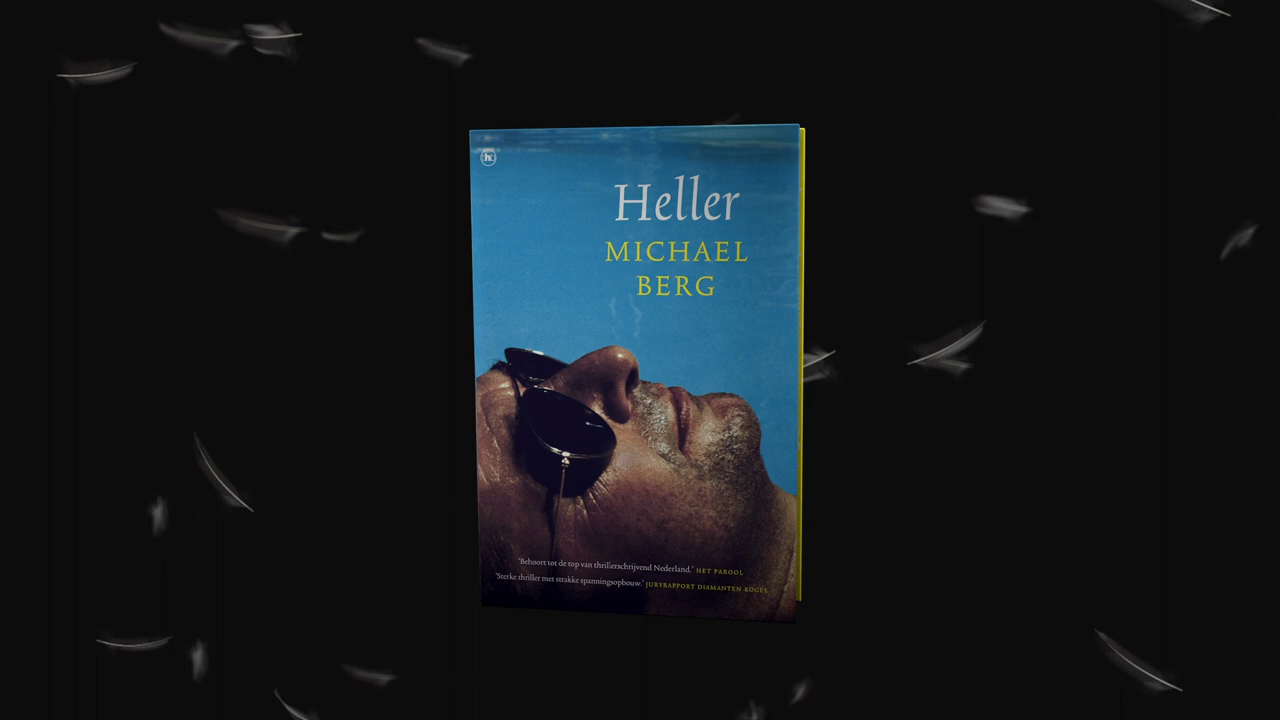 Heller
MICHAEL
BERG
'Behoort tot de top van thrillerschrijvend Nederland.' HET PAROOL
'Sterke thriller met strakke spanningsopbouw.' JURYRAPPORT DIAMANTEN KOGEL